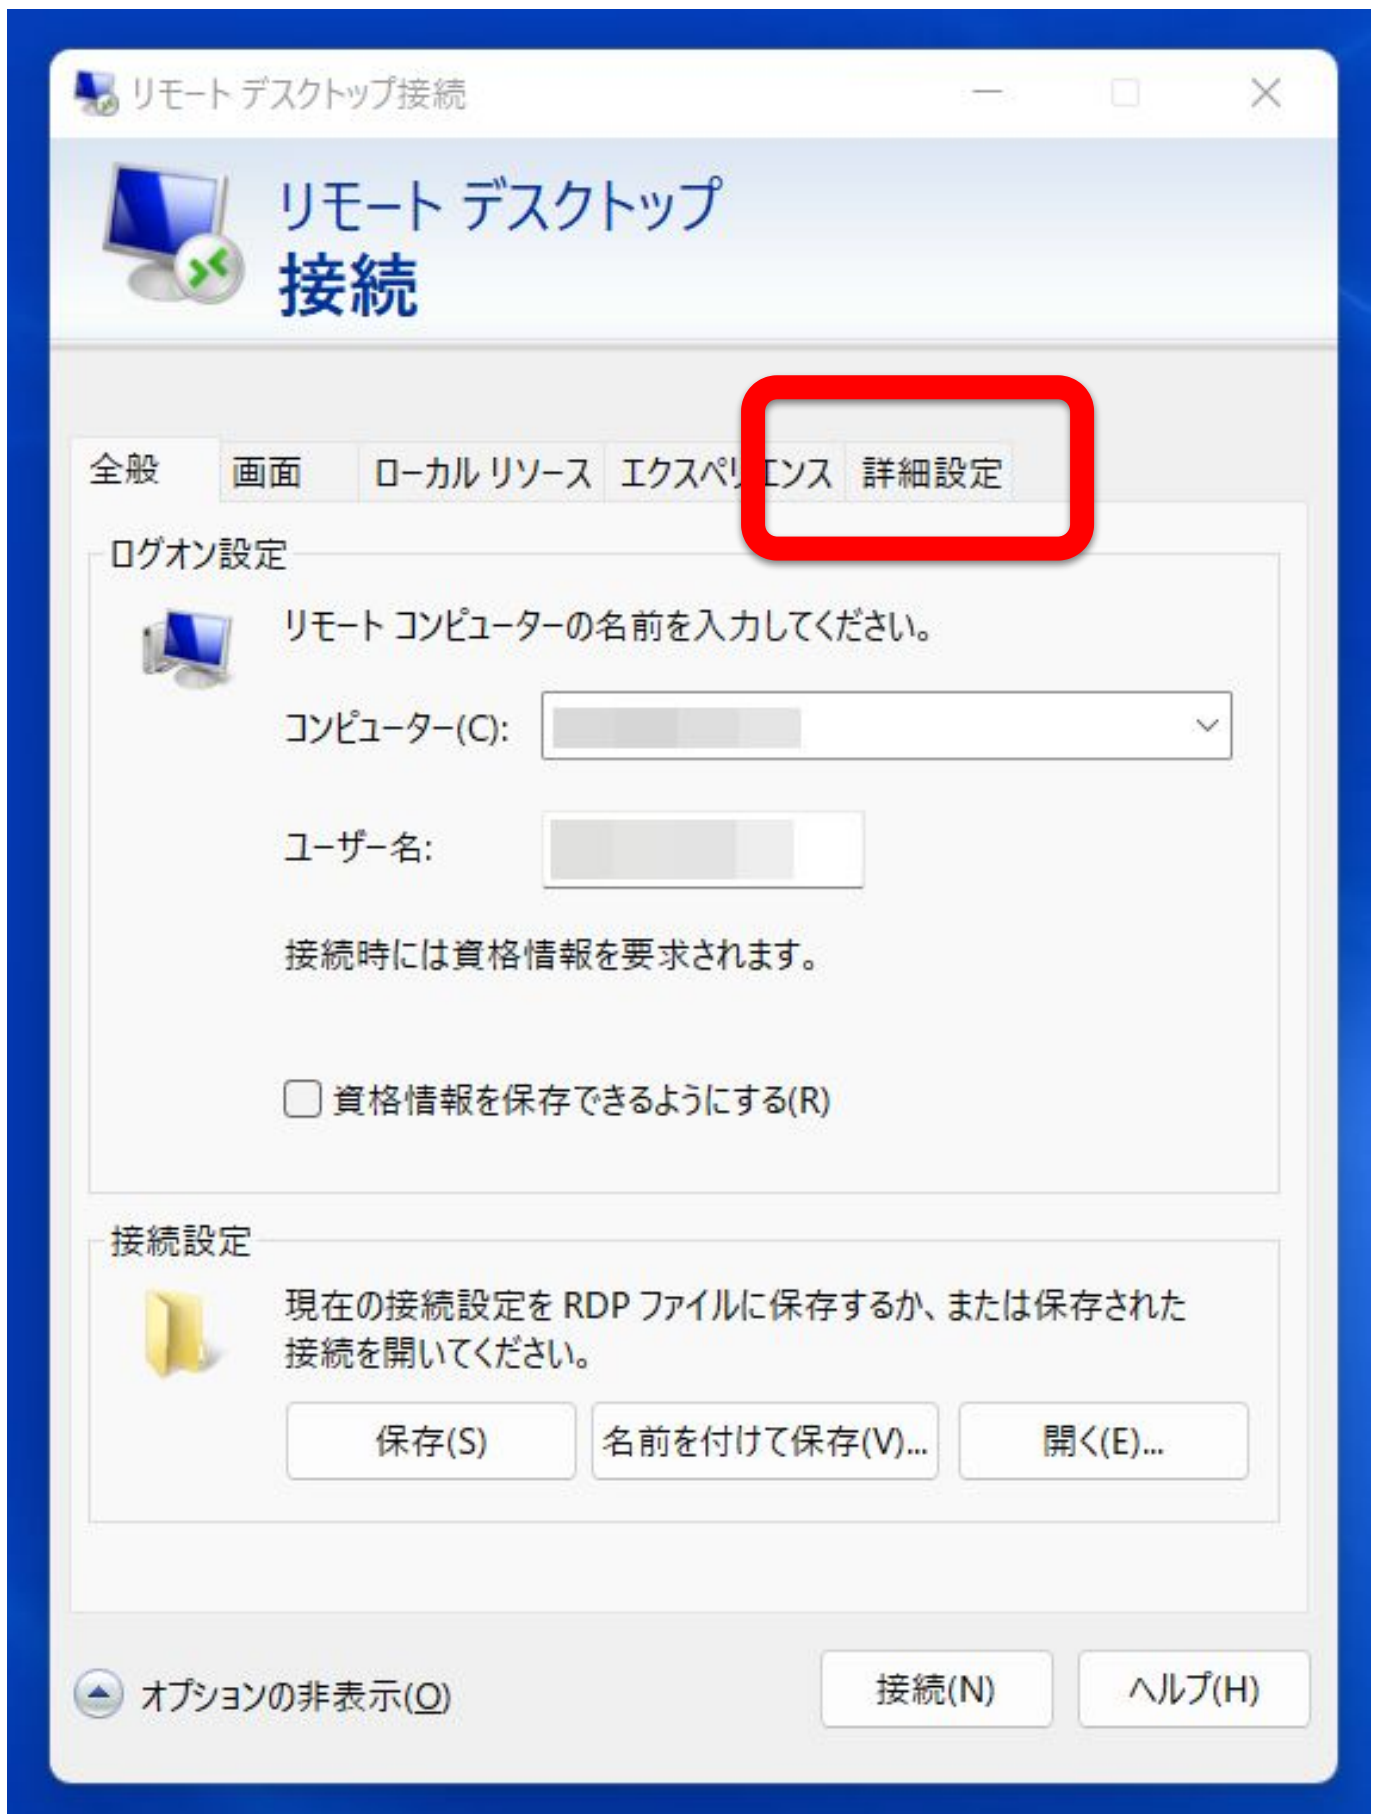 リモート デスクトップ接続
リモート デスクトップ
接続
全般
画面
ローカル リソース
エクスペリエンス
詳細設定
ログオン設定
リモート コンピューターの名前を入力してください。
コンピューター(C):
ユーザー名:
接続時には資格情報を要求されます。
資格情報を保存できるようにする(R)
接続設定
現在の接続設定を RDP ファイルに保存するか、または保存された
接続を開いてください。
保存(S)
名前を付けて保存(V)...
開く(E)...
オプションの非表示(O)
接続(N)
ヘルプ(H)